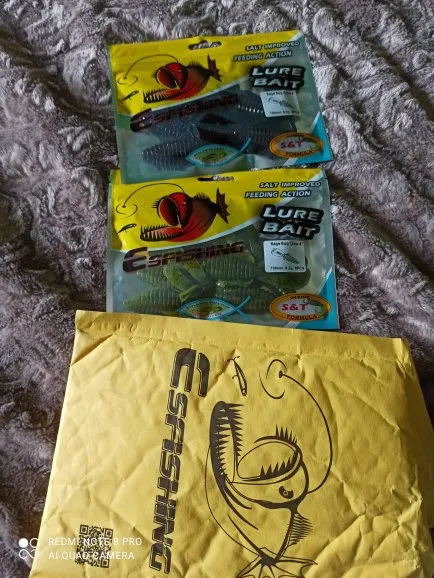 SALT IMPROVED
FEEDING ACTION
LURE
BAIT
ESFISHING
S&T
FORMULA
SALT IMPROVED
FEEDING ACTION
LURE
BAIT
ESFISHING
S&T
FORMULA
ESFISHING
REDMI NOTE 8 PRO
AI QUAD CAMERA